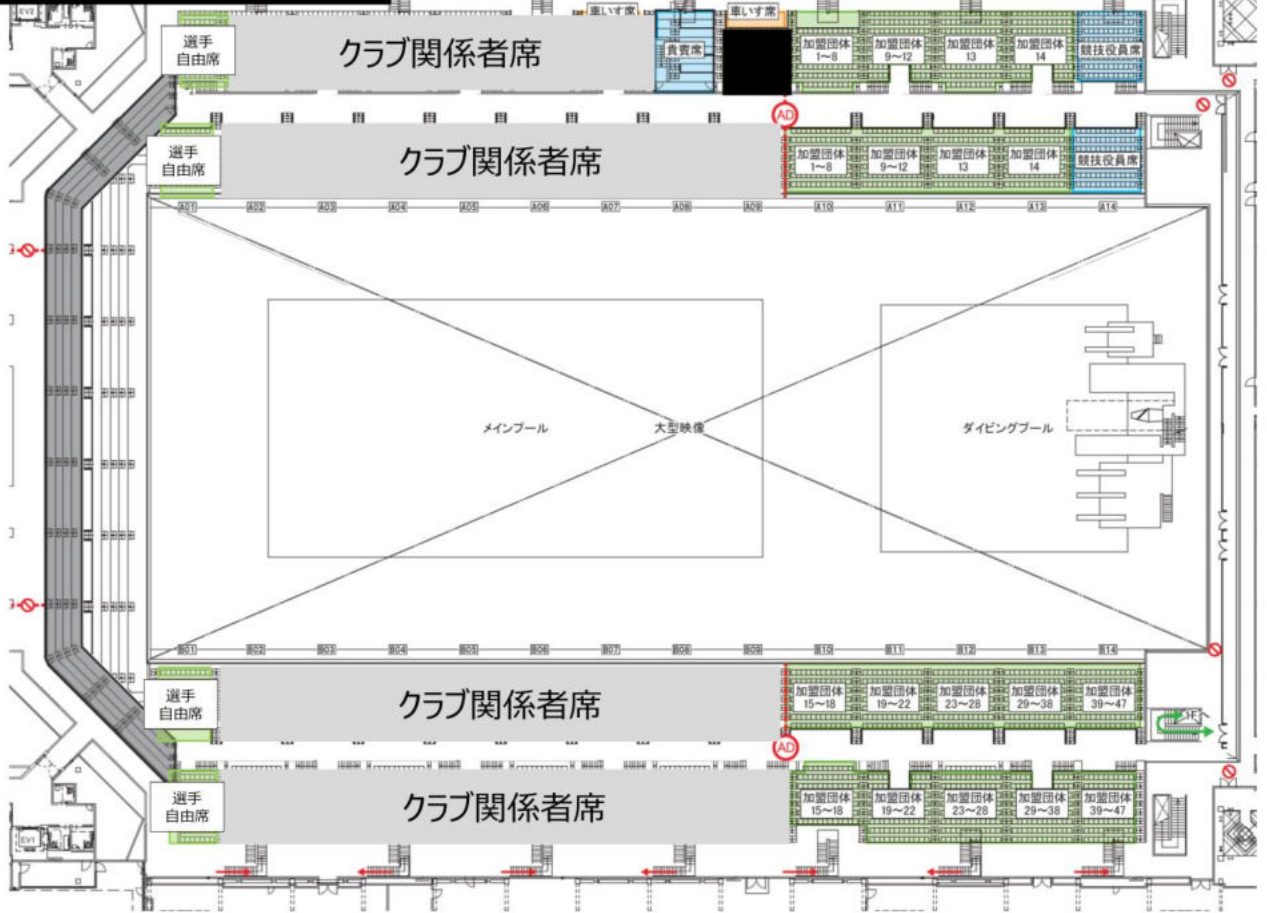 EV2
車いす席
車いす席
選手
自由席
クラブ関係者席
貴賓席
加盟団体
1~8
加盟団体
9~12
加盟団体
13
加盟団体
14
競技役員席
AD
選手
自由席
クラブ関係者席
加盟団体
1~8
加盟団体
9~12
加盟団体
13
加盟団体
14
競技役員席
A01
A02
A03
A04
A05
A06
A07
A08
A09
A10
A11
A12
A13
A14
メインプール
大型映像
ダイビングプール
B01
B02
B03
B04
B05
B06
B07
B08
B09
B10
B11
B12
B13
B14
選手
自由席
クラブ関係者席
加盟団体
15~18
加盟団体
19~22
加盟団体
23~28
加盟団体
29~38
加盟団体
39~47
AD
選手
自由席
クラブ関係者席
加盟団体
15~18
加盟団体
19~22
加盟団体
23~28
加盟団体
29~38
加盟団体
39~47
EV1